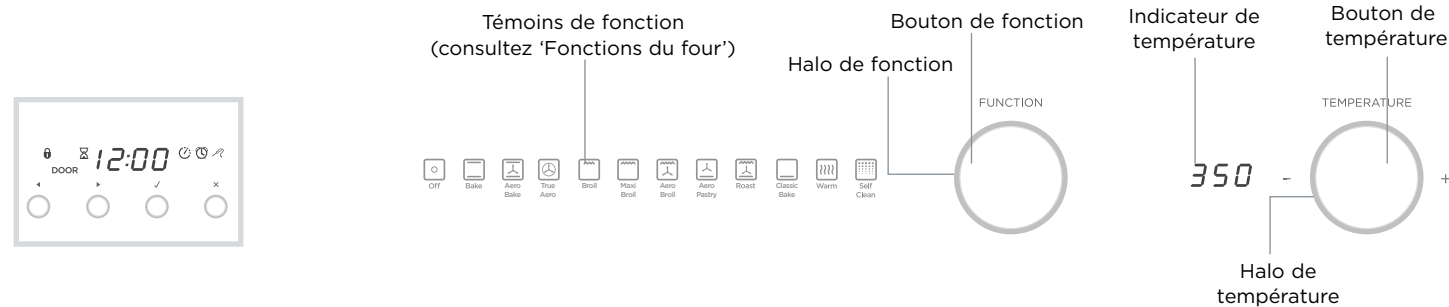 Témoins de fonction
(consultez ‘Fonctions du four’)
Bouton de fonction
Halo de fonction
Indicateur de
température
Bouton de
température
FUNCTION
TEMPERATURE
DOOR
12:00
Off
Bake
Aero
Bake
True
Aero
Broil
Maxi
Broil
Aero
Broil
Aero
Pastry
Roast
Classic
Bake
Warm
Self
Clean
350
-
+
Halo de
température